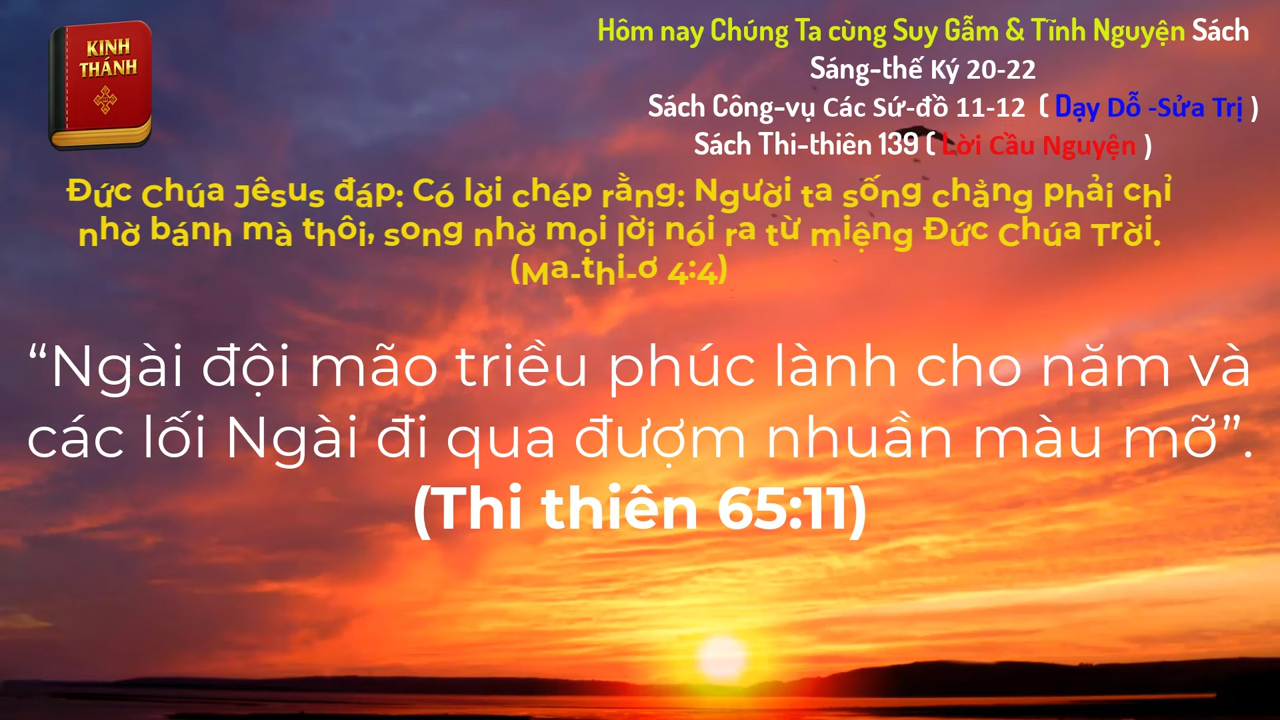 KINH
THÁNH
Hôm nay Chúng Ta cùng Suy Gẫm & Tĩnh Nguyện Sách
Sáng-thế Ký 20-22
Sách Công-vụ Các Sứ-đồ 11-12 ( Dạy Dỗ -Sửa Trị )
Sách Thi-thiên 139 ( Lời Cầu Nguyện )
Đức Chúa Jêsus đáp: Có lời chép rằng: Người ta sống chẳng phải chỉ
nhờ bánh mà thôi, song nhờ mọi lời nói ra từ miệng Đức Chúa Trời.
(Ma-thi-ơ 4:4)
“Ngài đội mão triều phúc lành cho năm và
các lối Ngài đi qua đượm nhuần màu mỡ”.
(Thi thiên 65:11)